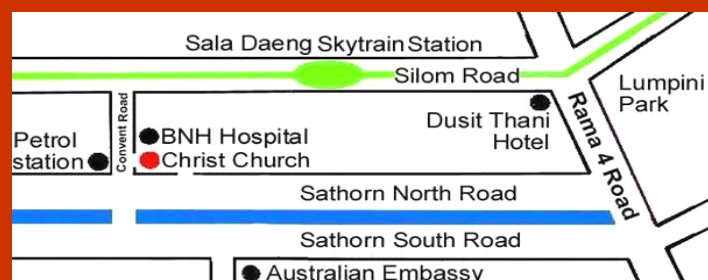 Sala Daeng Skytrain Station
Silom Road
Lumpini
Park
Convent Road
Dusit Thani
Hotel
Rama 4 Road
Petrol
station
BNH Hospital
Christ Church
Sathorn North Road
Sathorn South Road
Australian Embassy